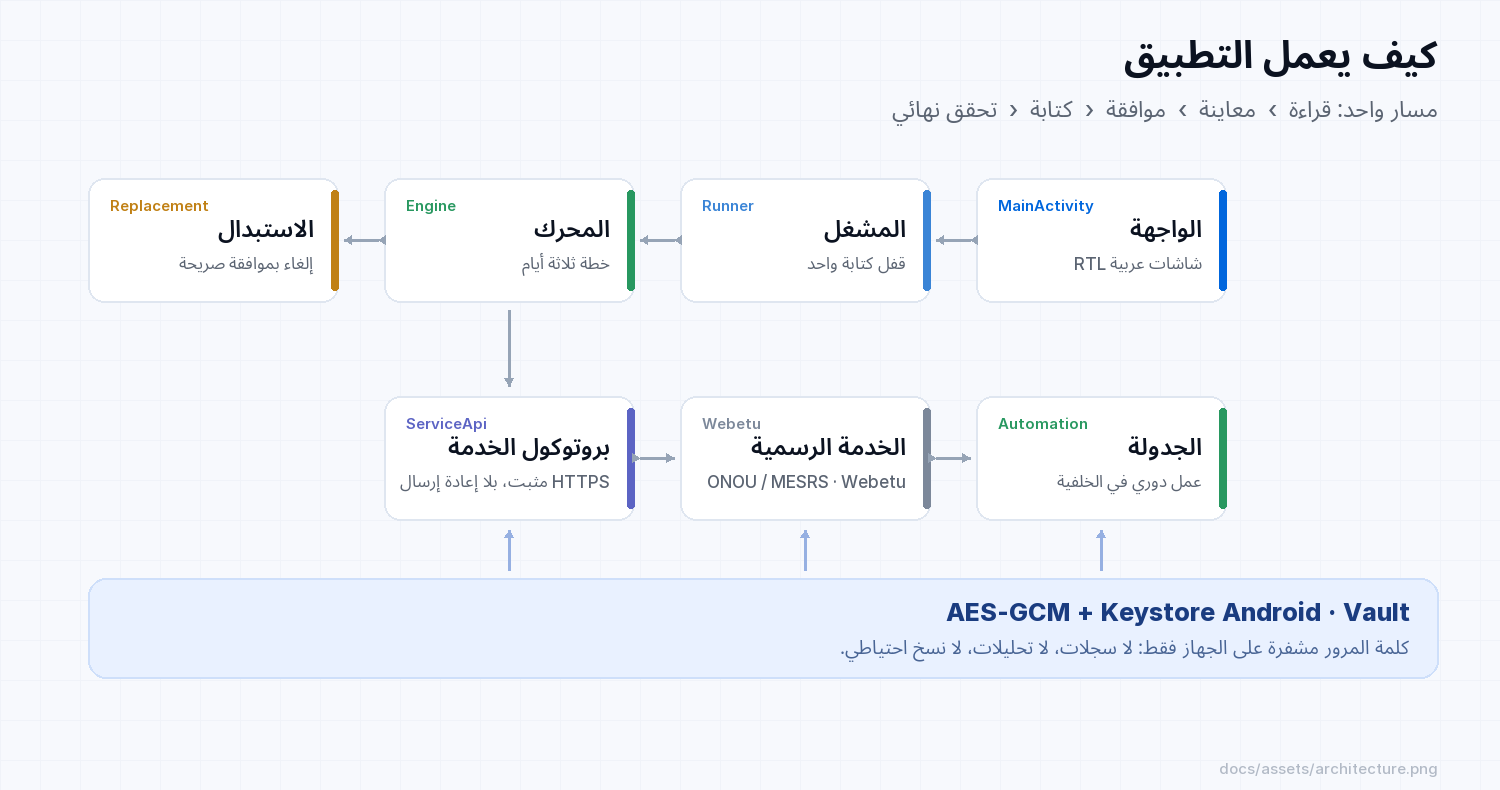 كيف يعمل التطبيق
مسار واحد: قراءة ‹ معاينة ‹ موافقة ‹ كتابة ‹ تحقق نهائي
MainActivity
الواجهة
شاشات عربية RTL
Runner
المشغل
قفل كتابة واحد
Engine
المحرك
خطة ثلاثة أيام
Replacement
الاستبدال
إلغاء بموافقة صريحة
Automation
الجدولة
عمل دوري في الخلفية
Webetu
الخدمة الرسمية
ONOU / MESRS · Webetu
ServiceApi
بروتوكول الخدمة
HTTPS مثبت، بلا إعادة إرسال
AES-GCM + Keystore Android · Vault
كلمة المرور مشفرة على الجهاز فقط: لا سجلات، لا تحليلات، لا نسخ احتياطي.
docs/assets/architecture.png